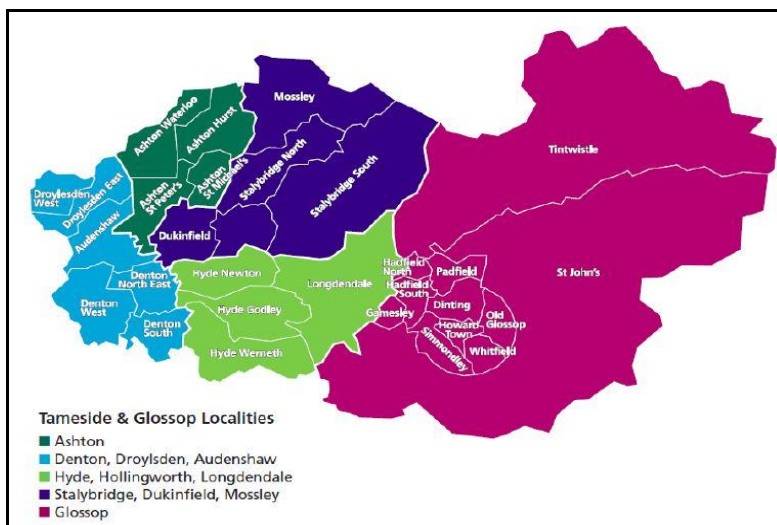 Mossley
Ashton Waterloo
Ashton Hurst
Tintwistle
Stalybridge North
Ashton
St Michael's
Stalybridge South
Droylesden
West
Droylesden East
Ashton
St Peter's
Audenshaw
Dukinfield
Hadfield
North
Padfield
St John's
Hyde Newton
Longdendale
Denton
North East
Hadfield
South
Dinting
Denton
West
Hyde Godley
Gamesley
Old
Glossop
Howard
Town
Denton
South
Simmondley
Whitfield
Hyde Werneth
Tameside & Glossop Localities
Ashton
Denton, Droylsden, Audenshaw
Hyde, Hollingworth, Longdendale
Stalybridge, Dukinfield, Mossley
Glossop